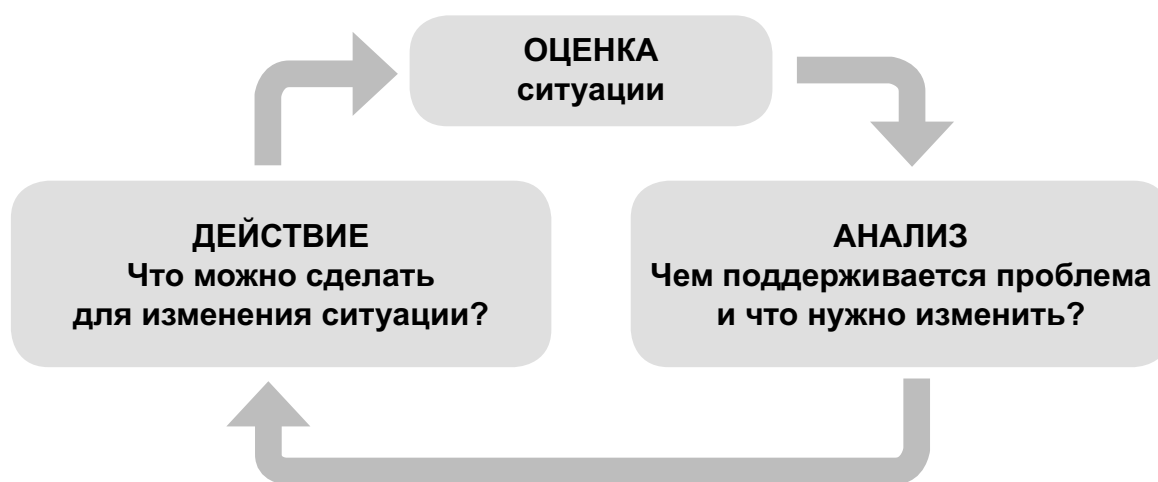 ОЦЕНКА
ситуации
ДЕЙСТВИЕ
Что можно сделать
для изменения ситуации?
АНАЛИЗ
Чем поддерживается проблема
и что нужно изменить?